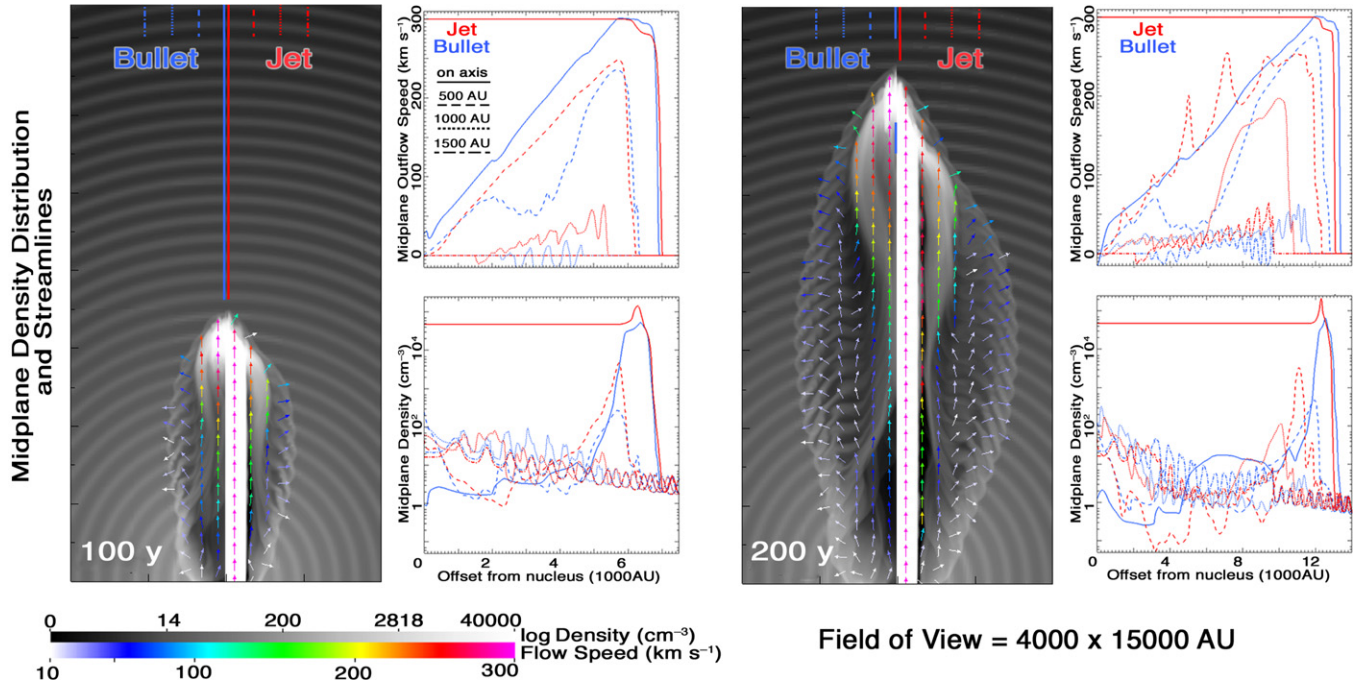 Midplane Density Distribution
and Streamlines
Bullet Jet
100 y
Midplane Outflow Speed (km s⁻¹)
300
200
100
0
Jet
Bullet
on axis
500 AU
1000 AU
1500 AU
Midplane Density (cm⁻³)
10⁴
10²
1
0 2 4 6
Offset from nucleus (1000AU)
Bullet Jet
200 y
Midplane Outflow Speed (km s⁻¹)
300
200
100
0
Jet
Bullet
Midplane Density (cm⁻³)
10⁴
10²
1
0 4 8 12
Offset from nucleus (1000AU)
0 14 200 2818 40000
log Density (cm⁻³)
Flow Speed (km s⁻¹)
10 100 200 300
Field of View = 4000 x 15000 AU